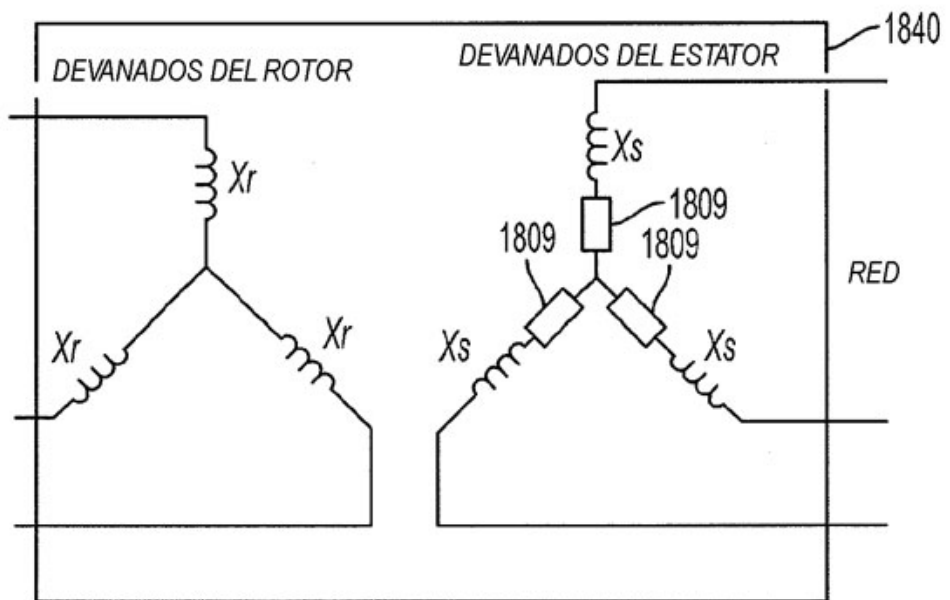 1840
DEVANADOS DEL ROTOR
DEVANADOS DEL ESTATOR
Xr
Xs
1809
1809
1809
RED
Xr
Xr
Xs
Xs